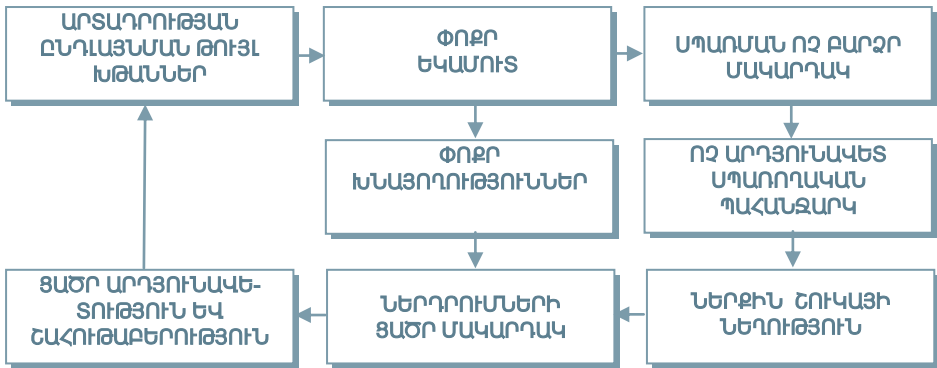 ԱՐՏԱԴՐՈՒԹՅԱՆ
ԸՆԴԼԱՅՆՄԱՆ ԹՈՒՅԼ
ԽԹԱՆՆԵՐ
ՓՈՔՐ
ԵԿԱՄՈՒՏ
ՍՊԱՌՄԱՆ ՈՉ ԲԱՐՁՐ
ՄԱԿԱՐԴԱԿ
ՓՈՔՐ
ԽՆԱՅՈՂՈՒԹՅՈՒՆՆԵՐ
ՈՉ ԱՐԴՅՈՒՆԱՎԵՏ
ՍՊԱՌՈՂԱԿԱՆ
ՊԱՀԱՆՋԱՐԿ
ՑԱԾՐ ԱՐԴՅՈՒՆԱՎԵ-
ՏՈՒԹՅՈՒՆ ԵՎ
ՇԱՀՈՒԹԱԲԵՐՈՒԹՅՈՒՆ
ՆԵՐԴՐՈՒՄՆԵՐԻ
ՑԱԾՐ ՄԱԿԱՐԴԱԿ
ՆԵՐՔԻՆ ՇՈՒԿԱՅԻ
ՆԵՂՈՒԹՅՈՒՆ